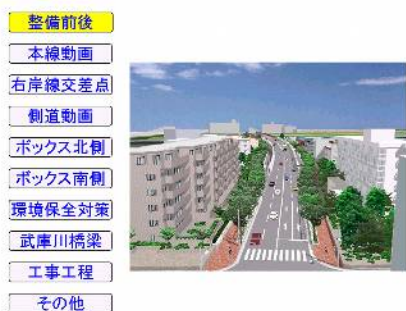 整備前後
本線動画
右岸線交差点
側道動画
ボックス北側
ボックス南側
環境保全対策
武庫川橋梁
工事工程
その他